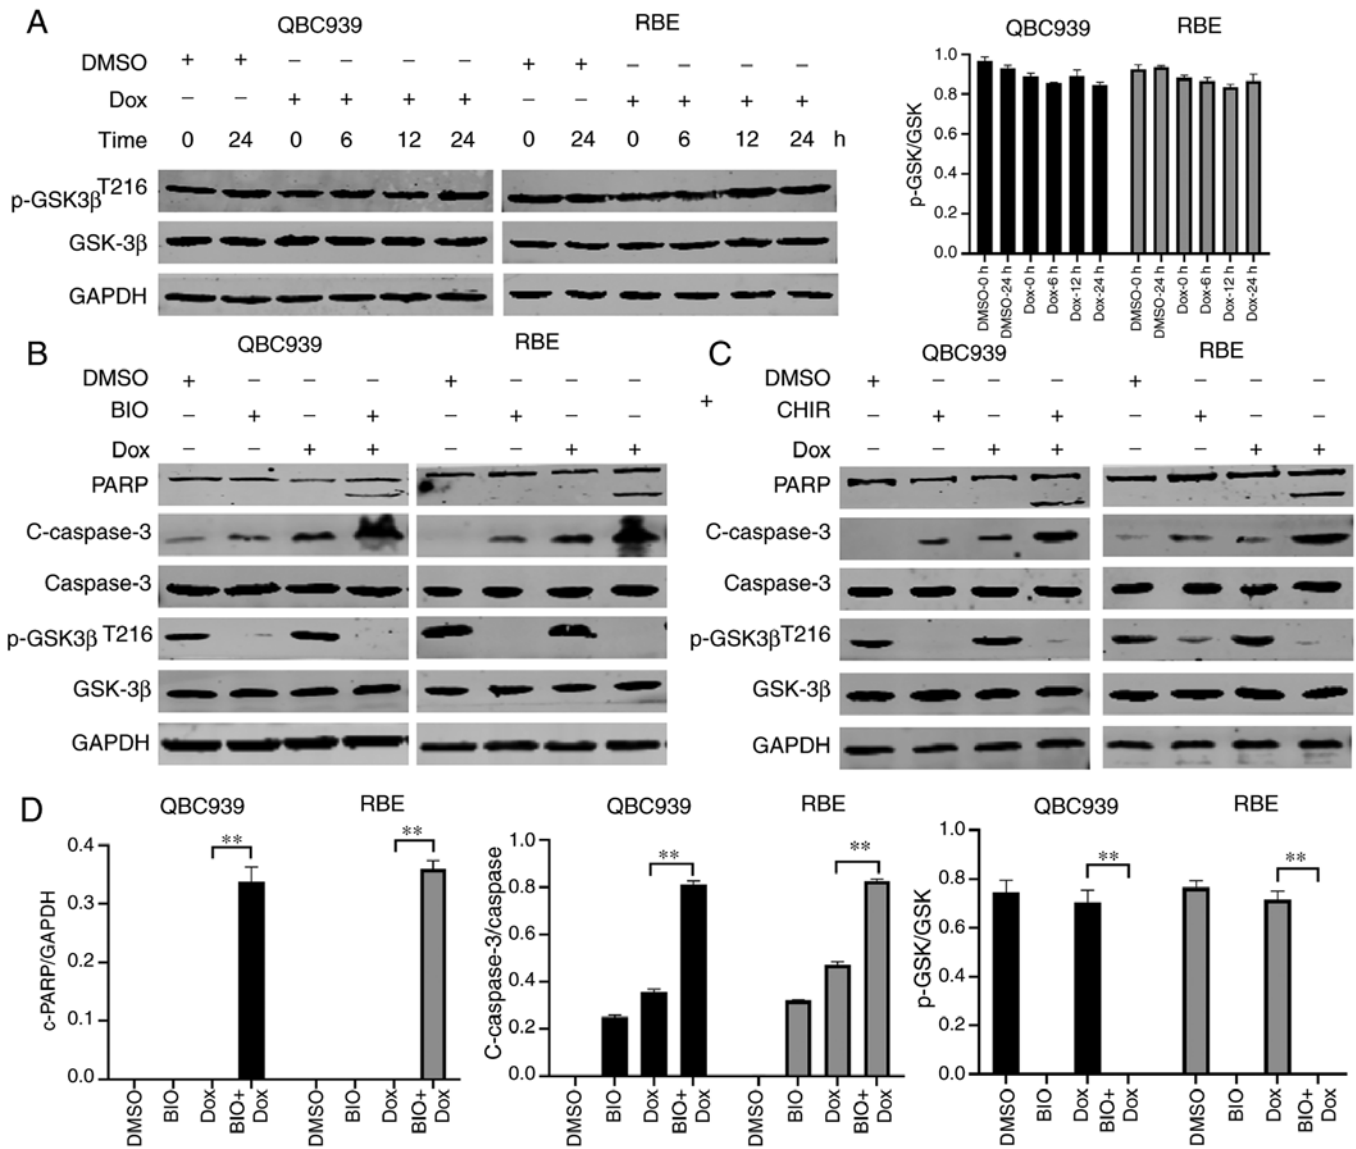 A
QBC939
RBE
DMSO + + − − − − + + − − − −
Dox − − + + + + − − + + + +
Time 0 24 0 6 12 24 0 24 0 6 12 24 h
p-GSK3βT216
GSK-3β
GAPDH
QBC939 RBE
p-GSK/GSK
1.0
0.8
0.6
0.4
0.2
0.0
DMSO-0 h
DMSO-24 h
Dox-0 h
Dox-6 h
Dox-12 h
Dox-24 h
DMSO-0 h
DMSO-24 h
Dox-0 h
Dox-6 h
Dox-12 h
Dox-24 h
B
QBC939
RBE
DMSO + − − − + − − −
BIO − + − + − + − −
Dox − − + + − − + +
PARP
C-caspase-3
Caspase-3
p-GSK3βT216
GSK-3β
GAPDH
C
QBC939
RBE
DMSO + − − − + − − −
+
CHIR − + − + − + − −
Dox − − + + − − + +
PARP
C-caspase-3
Caspase-3
p-GSK3βT216
GSK-3β
GAPDH
D
QBC939 RBE
** **
c-PARP/GAPDH
0.4
0.3
0.2
0.1
0.0
DMSO
BIO
Dox
BIO+
Dox
DMSO
BIO
Dox
BIO+
Dox
QBC939 RBE
** **
C-caspase-3/caspase
1.0
0.8
0.6
0.4
0.2
0.0
DMSO
BIO
Dox
BIO+
Dox
DMSO
BIO
Dox
BIO+
Dox
QBC939 RBE
** **
p-GSK/GSK
1.0
0.8
0.6
0.4
0.2
0.0
DMSO
BIO
Dox
BIO+
Dox
DMSO
BIO
Dox
BIO+
Dox